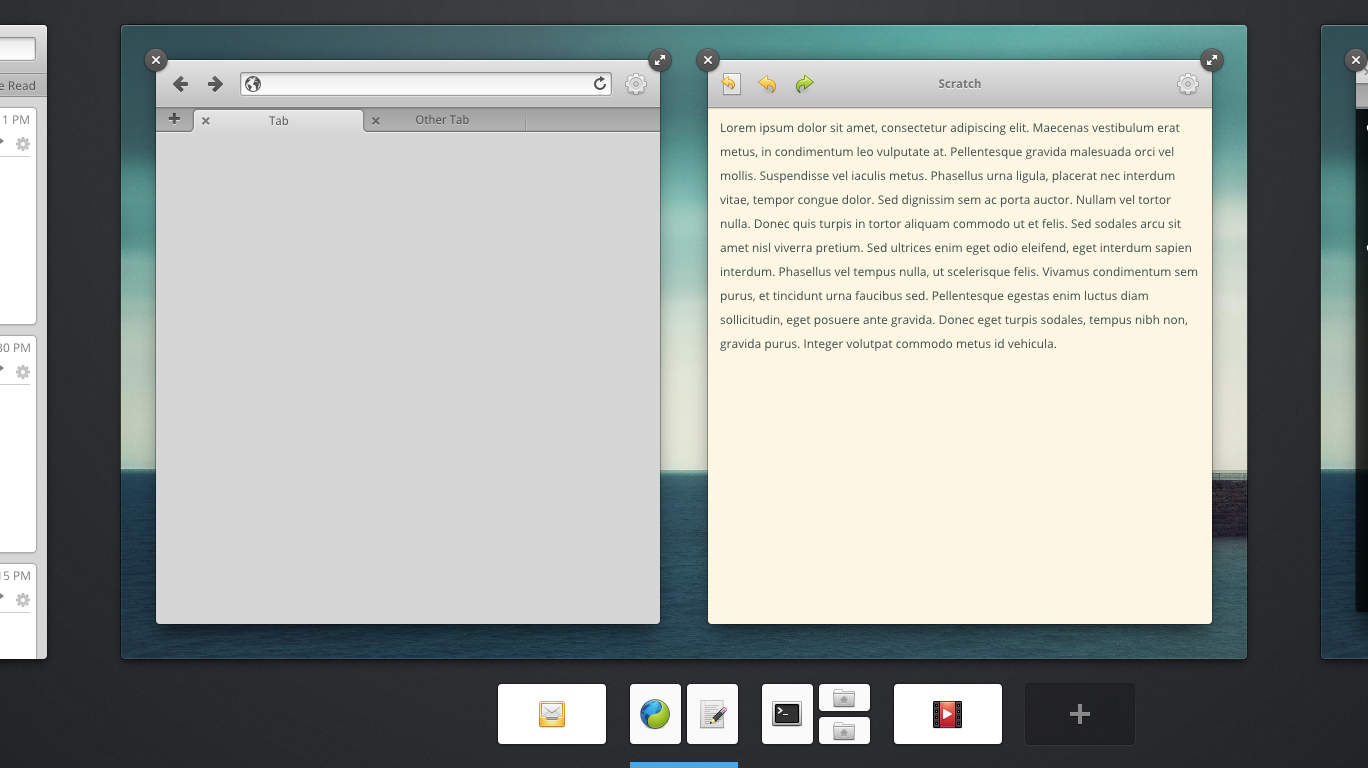 e Read
1 PM
30 PM
15 PM
Tab
Other Tab
Scratch
Lorem ipsum dolor sit amet, consectetur adipiscing elit. Maecenas vestibulum erat
metus, in condimentum leo vulputate at. Pellentesque gravida malesuada orci vel
mollis. Suspendisse vel iaculis metus. Phasellus urna ligula, placerat nec interdum
vitae, tempor congue dolor. Sed dignissim sem ac porta auctor. Nullam vel tortor
nulla. Donec quis turpis in tortor aliquam commodo ut et felis. Sed sodales arcu sit
amet nisl viverra pretium. Sed ultrices enim eget odio eleifend, eget interdum sapien
interdum. Phasellus vel tempus nulla, ut scelerisque felis. Vivamus condimentum sem
purus, et tincidunt urna faucibus sed. Pellentesque egestas enim luctus diam
sollicitudin, eget posuere ante gravida. Donec eget turpis sodales, tempus nibh non,
gravida purus. Integer volutpat commodo metus id vehicula.